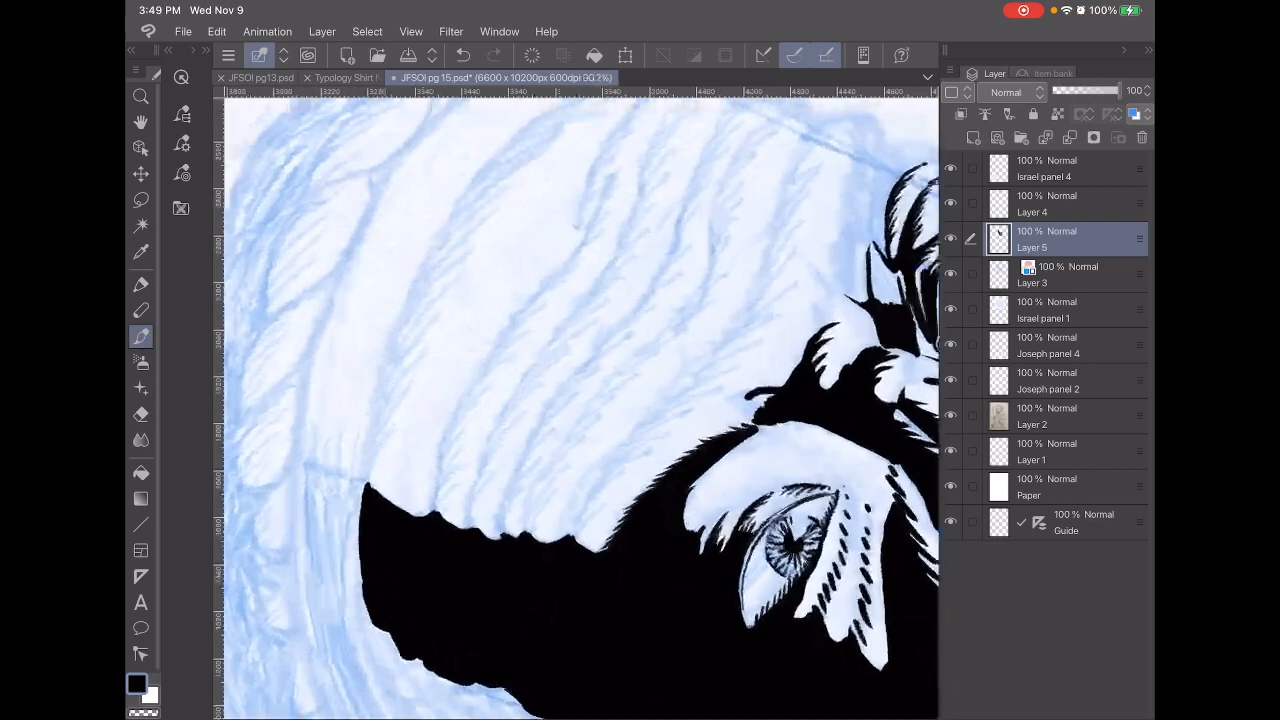 3:49 PM Wed Nov 9
100%
File Edit Animation Layer Select View Filter Window Help
JFSOI pg13.psd Typology Shirt JFSOI pg 15.psd* (6600 x 10200px 600dpi
Layer Item bank
Normal 100
100 % Normal
Israel panel 4
100 % Normal
Layer 4
100 % Normal
Layer 5
100 % Normal
Layer 3
100 % Normal
Israel panel 1
100 % Normal
Joseph panel 4
100 % Normal
Joseph panel 2
100 % Normal
Layer 2
100 % Normal
Layer 1
100 % Normal
Paper
100 % Normal
Guide